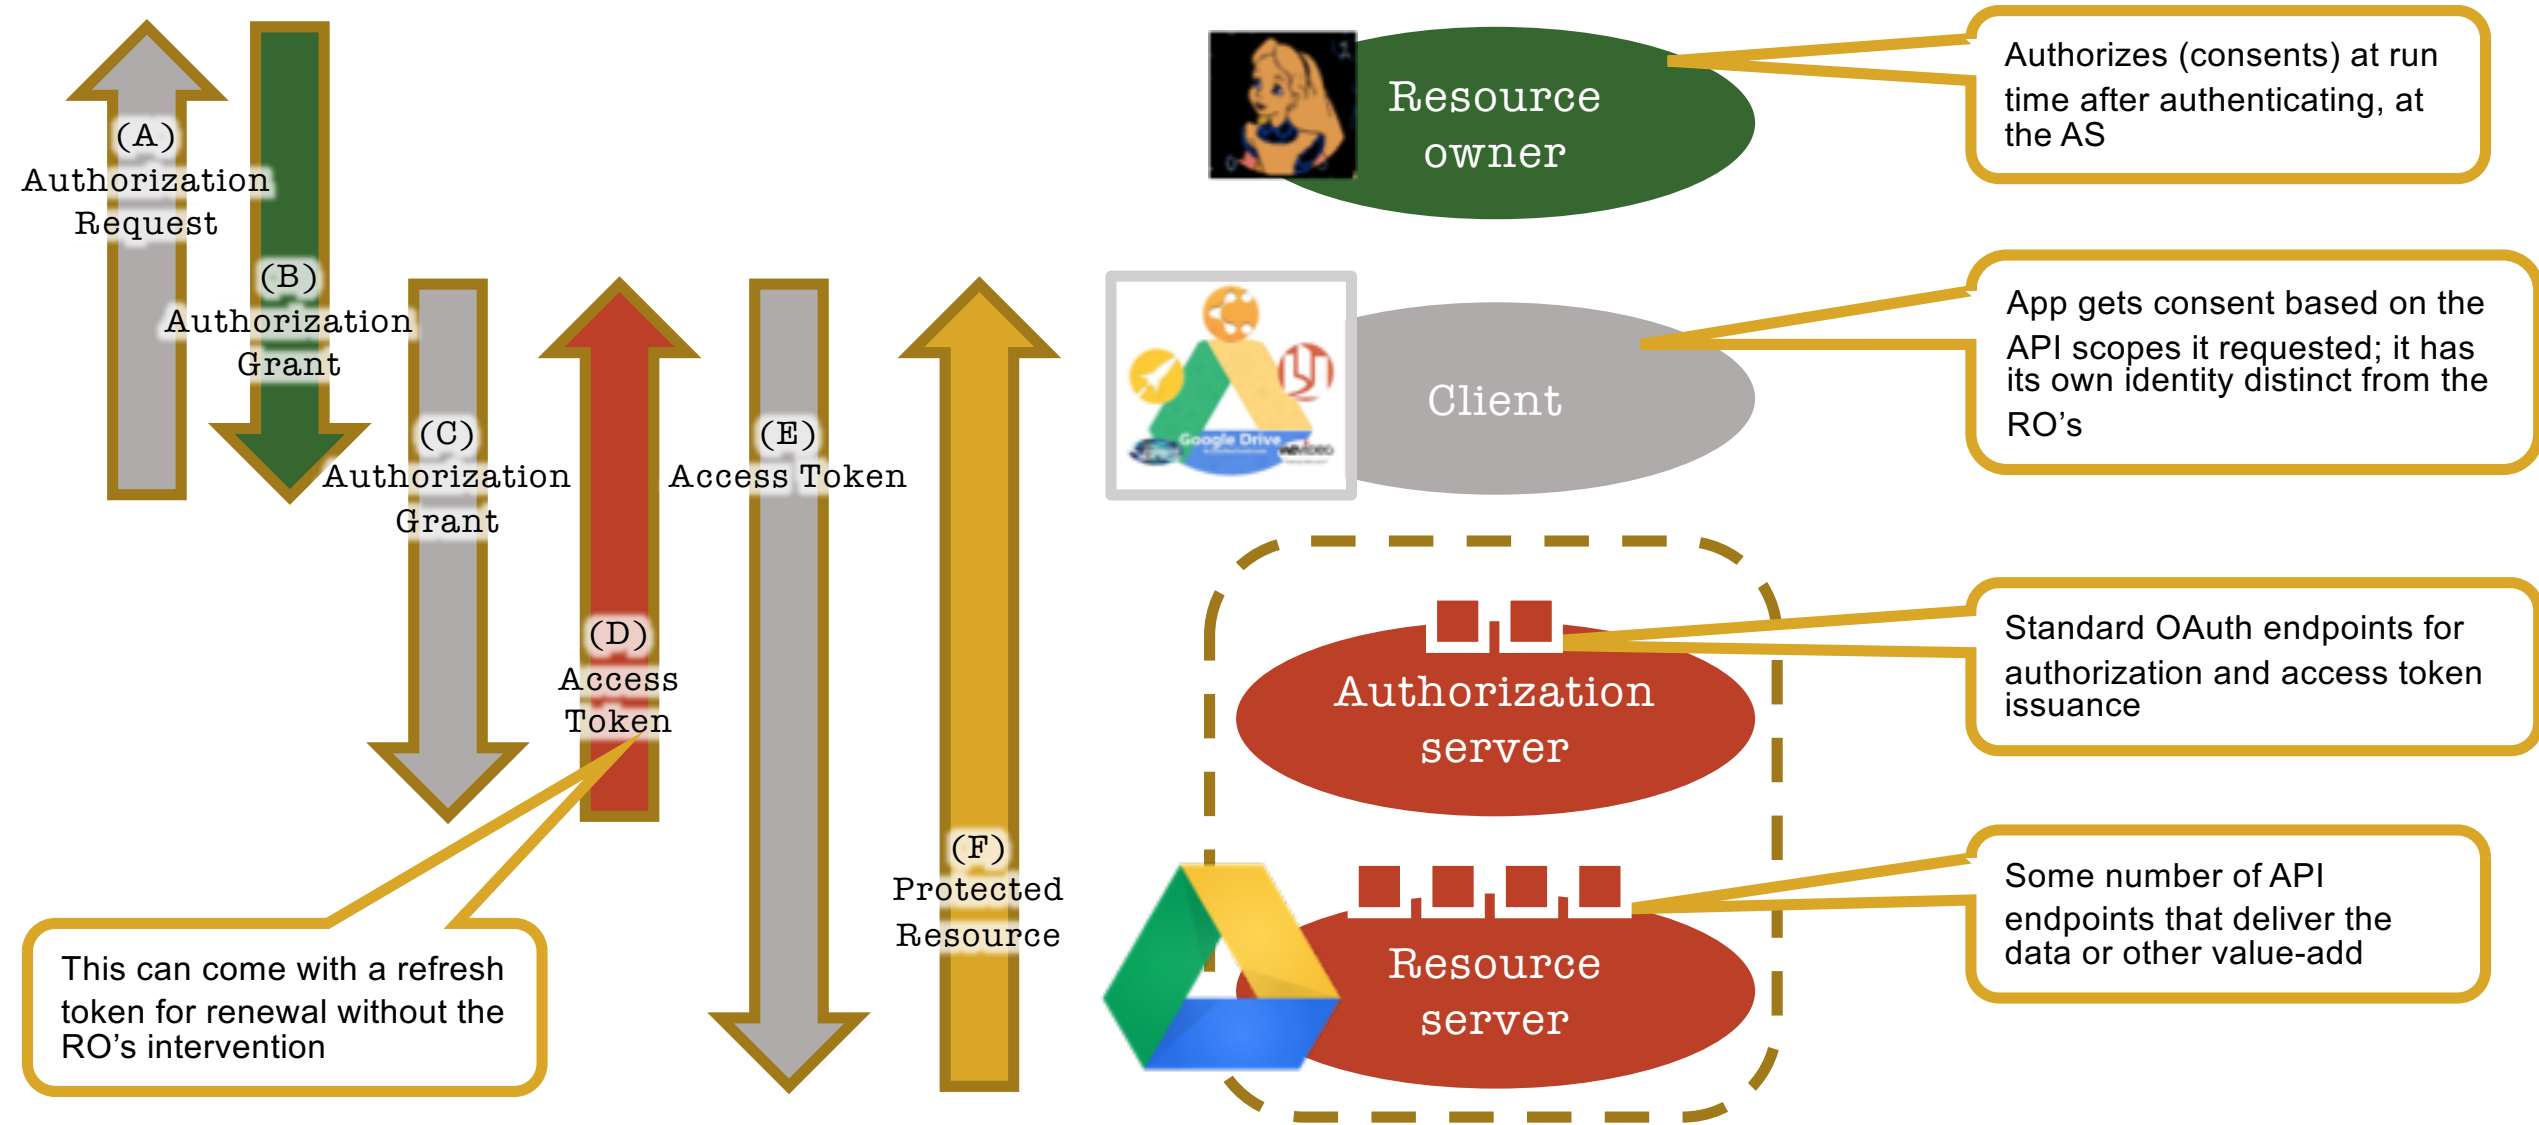 (A)
Authorization
Request
(B)
Authorization
Grant
(C)
Authorization
Grant
(D)
Access
Token
(E)
Access Token
(F)
Protected
Resource
This can come with a refresh
token for renewal without the
RO’s intervention
Resource
owner
Authorizes (consents) at run
time after authenticating, at
the AS
Google Drive
Client
App gets consent based on the
API scopes it requested; it has
its own identity distinct from the
RO’s
Authorization
server
Standard OAuth endpoints for
authorization and access token
issuance
Resource
server
Some number of API
endpoints that deliver the
data or other value-add